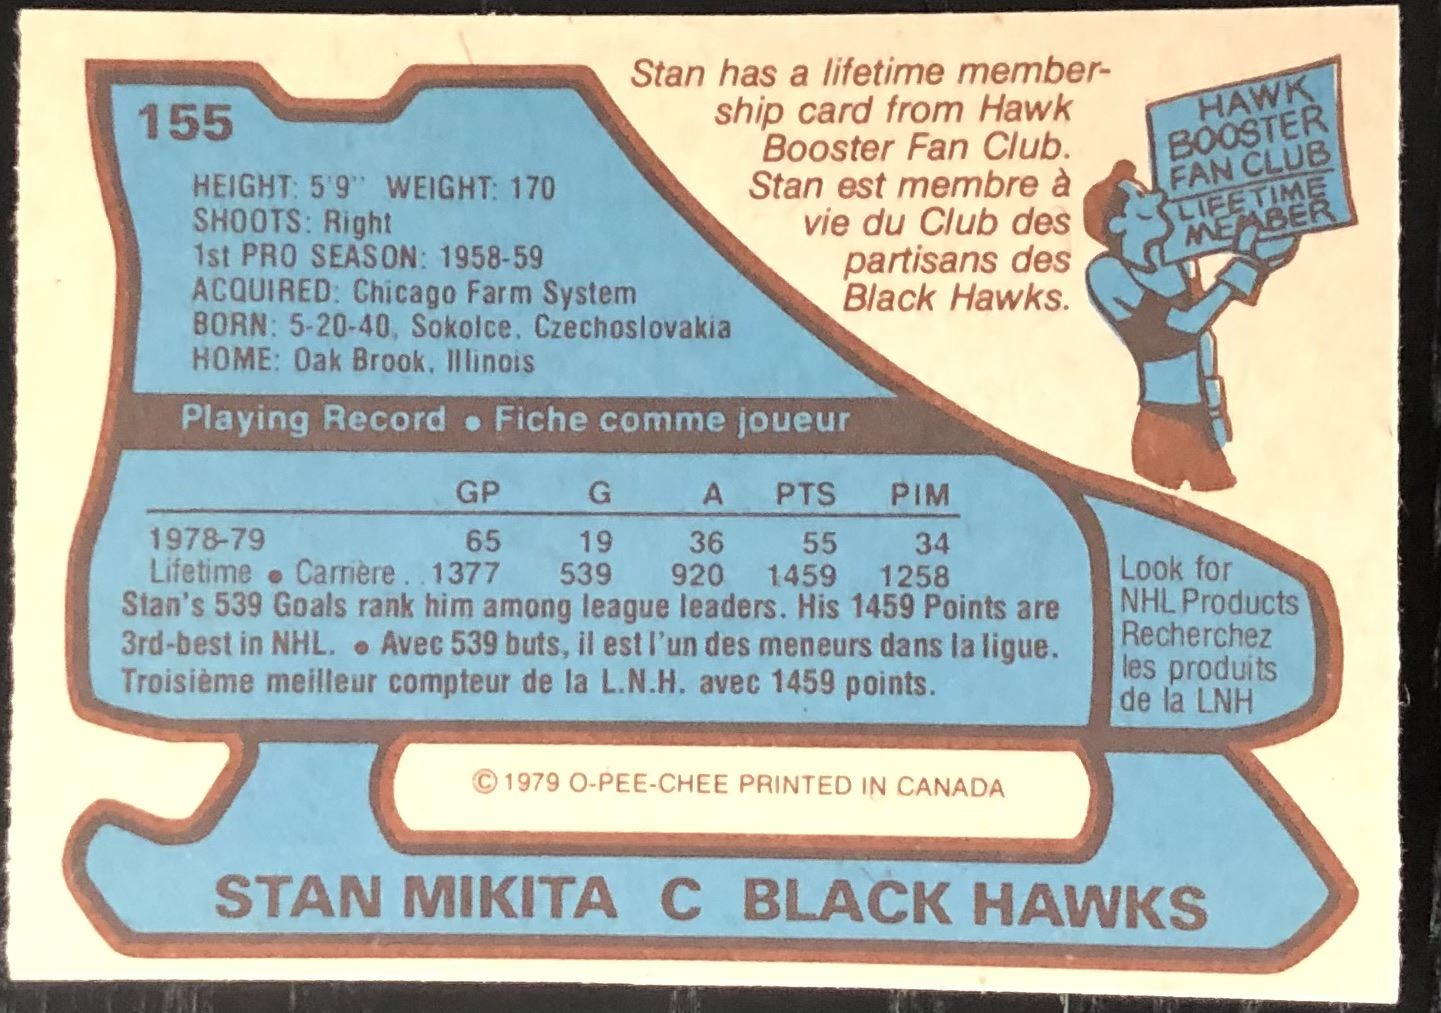 155
HEIGHT: 5'9" WEIGHT: 170
SHOOTS: Right
1st PRO SEASON: 1958-59
ACQUIRED: Chicago Farm System
BORN: 5-20-40, Sokolce, Czechoslovakia
HOME: Oak Brook, Illinois
Stan has a lifetime member-
ship card from Hawk
Booster Fan Club.
Stan est membre à
vie du Club des
partisans des
Black Hawks.
HAWK
BOOSTER
FAN CLUB
LIFETIME
MEMBER
Playing Record • Fiche comme joueur
GP G A PTS PIM
1978-79 65 19 36 55 34
Lifetime • Carrière . . 1377 539 920 1459 1258
Stan's 539 Goals rank him among league leaders. His 1459 Points are
3rd-best in NHL. • Avec 539 buts, il est l'un des meneurs dans la ligue.
Troisième meilleur compteur de la L.N.H. avec 1459 points.
Look for
NHL Products
Recherchez
les produits
de la LNH
© 1979 O-PEE-CHEE PRINTED IN CANADA
STAN MIKITA C BLACK HAWKS